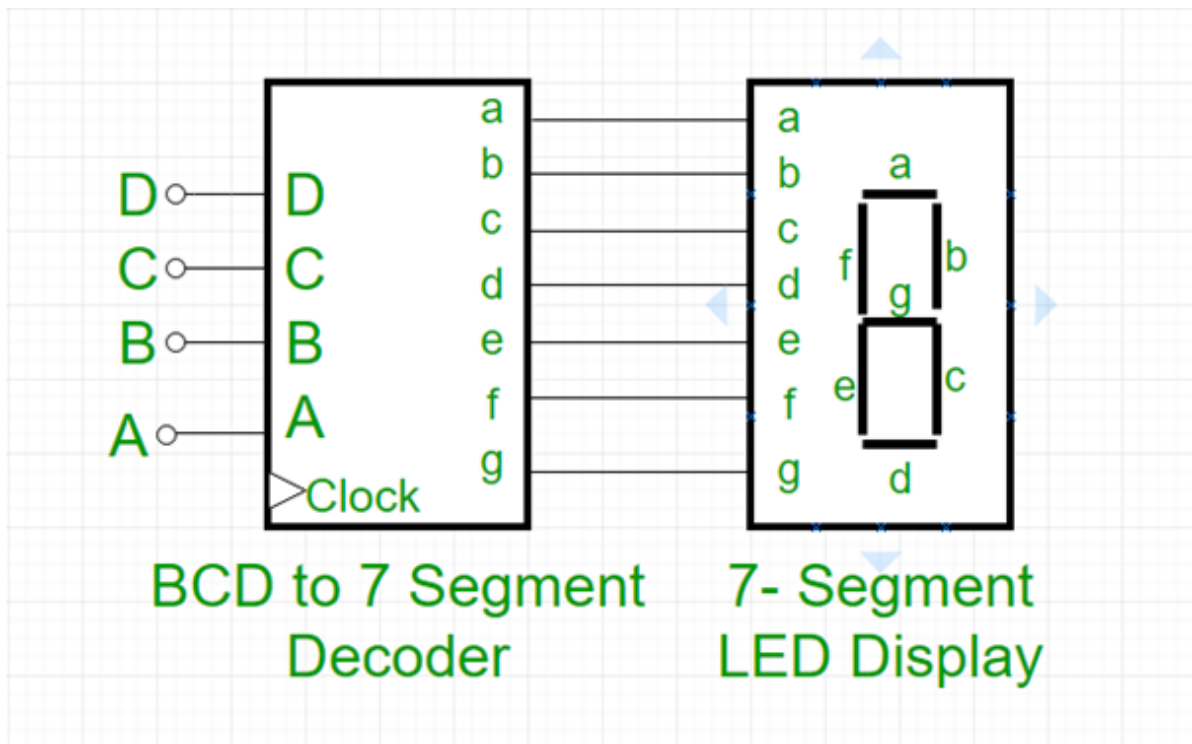 D
C
B
A
D
C
B
A
Clock
a
b
c
d
e
f
g
a
b
c
d
e
f
g
a
f
b
g
e
c
d
BCD to 7 Segment
Decoder
7- Segment
LED Display